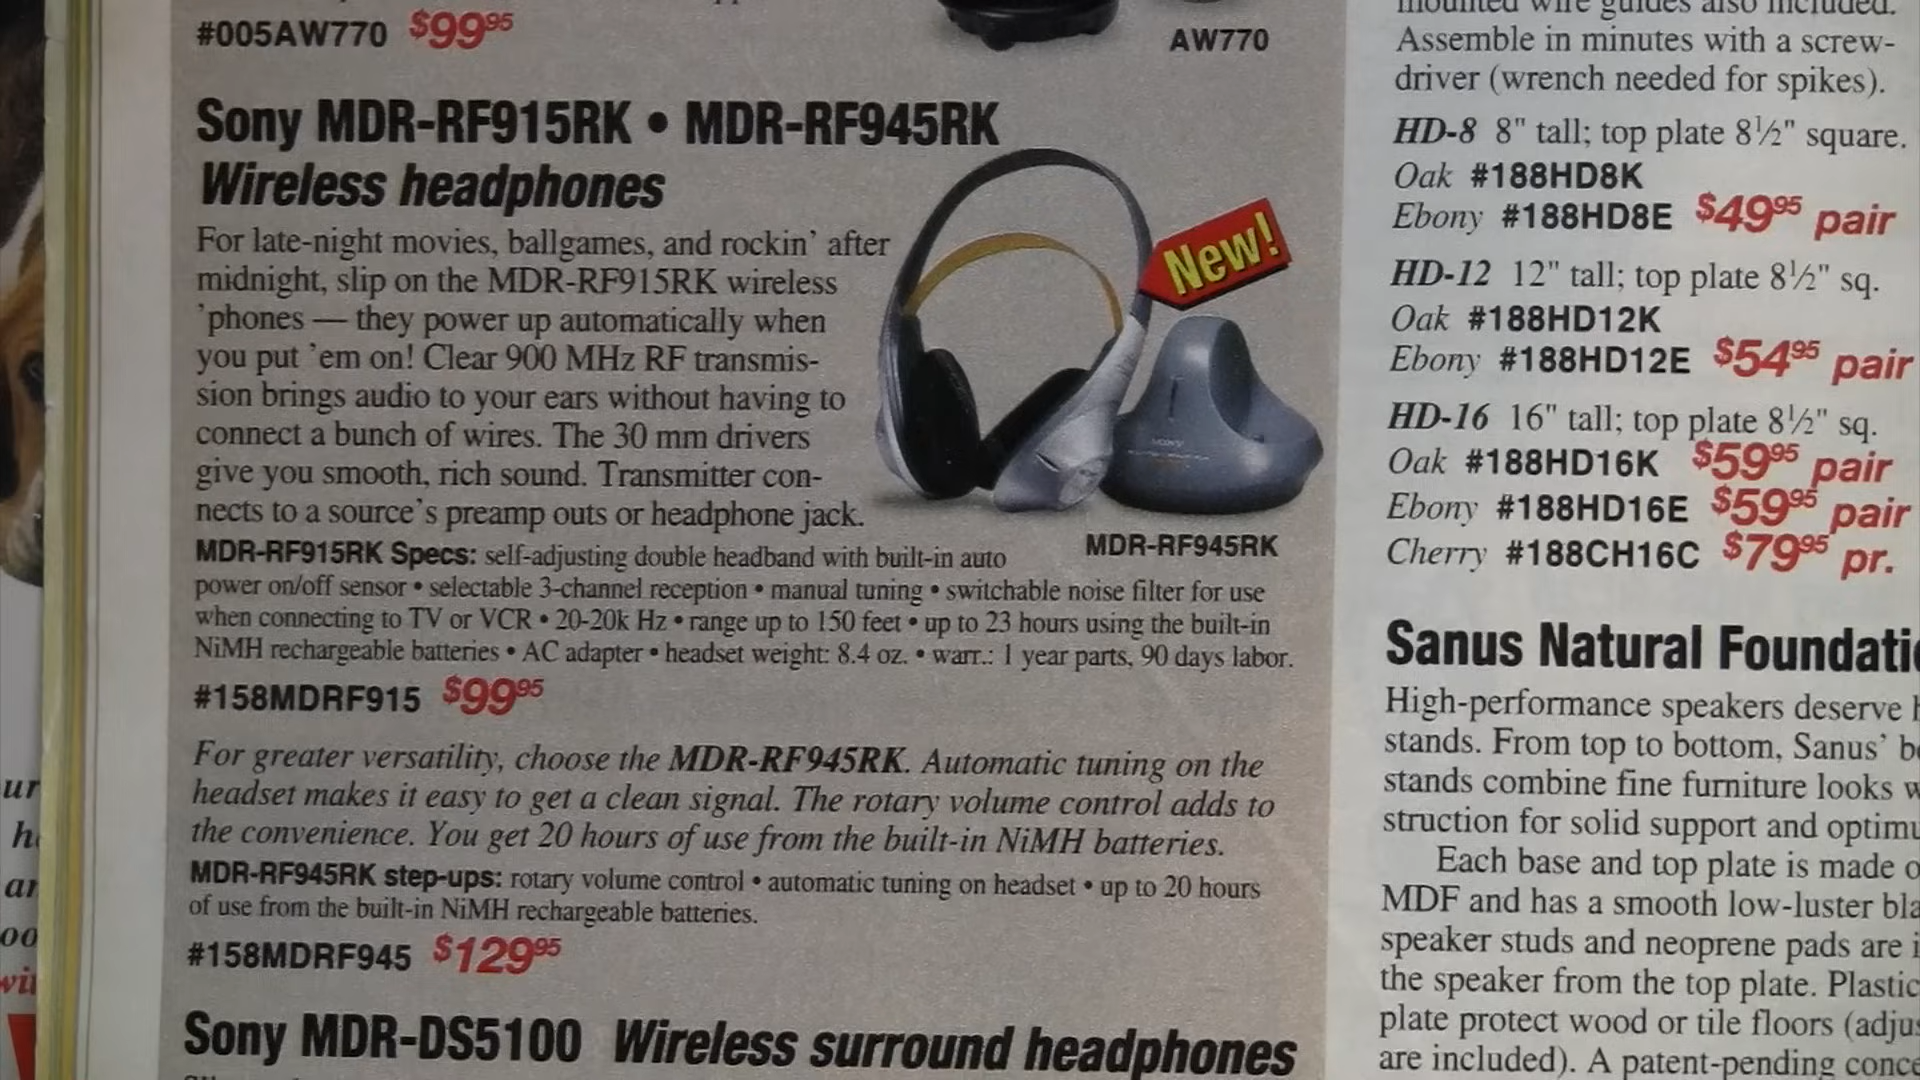 #005AW770 $99.95
AW770
Sony MDR-RF915RK • MDR-RF945RK
Wireless headphones
For late-night movies, ballgames, and rockin' after
midnight, slip on the MDR-RF915RK wireless
'phones — they power up automatically when
you put 'em on! Clear 900 MHz RF transmis-
sion brings audio to your ears without having to
connect a bunch of wires. The 30 mm drivers
give you smooth, rich sound. Transmitter con-
nects to a source's preamp outs or headphone jack.
New!
SONY
MDR-RF945RK
MDR-RF915RK Specs: self-adjusting double headband with built-in auto
power on/off sensor • selectable 3-channel reception • manual tuning • switchable noise filter for use
when connecting to TV or VCR • 20-20k Hz • range up to 150 feet • up to 23 hours using the built-in
NiMH rechargeable batteries • AC adapter • headset weight: 8.4 oz. • warr.: 1 year parts, 90 days labor.
#158MDRF915 $99.95
For greater versatility, choose the MDR-RF945RK. Automatic tuning on the
headset makes it easy to get a clean signal. The rotary volume control adds to
the convenience. You get 20 hours of use from the built-in NiMH batteries.
MDR-RF945RK step-ups: rotary volume control • automatic tuning on headset • up to 20 hours
of use from the built-in NiMH rechargeable batteries.
#158MDRF945 $129.95
Sony MDR-DS5100 Wireless surround headphones
mounted wire guides also included.
Assemble in minutes with a screw-
driver (wrench needed for spikes).
HD-8 8" tall; top plate 8½" square.
Oak #188HD8K
Ebony #188HD8E $49.95 pair
HD-12 12" tall; top plate 8½" sq.
Oak #188HD12K
Ebony #188HD12E $54.95 pair
HD-16 16" tall; top plate 8½" sq.
Oak #188HD16K $59.95 pair
Ebony #188HD16E $59.95 pair
Cherry #188CH16C $79.95 pr.
Sanus Natural Foundati
High-performance speakers deserve
stands. From top to bottom, Sanus'
stands combine fine furniture looks
struction for solid support and
Each base and top plate is made
MDF and has a smooth low-luster
speaker studs and neoprene pads are
the speaker from the top plate. Plastic
plate protect wood or tile floors
are included). A patent-pending